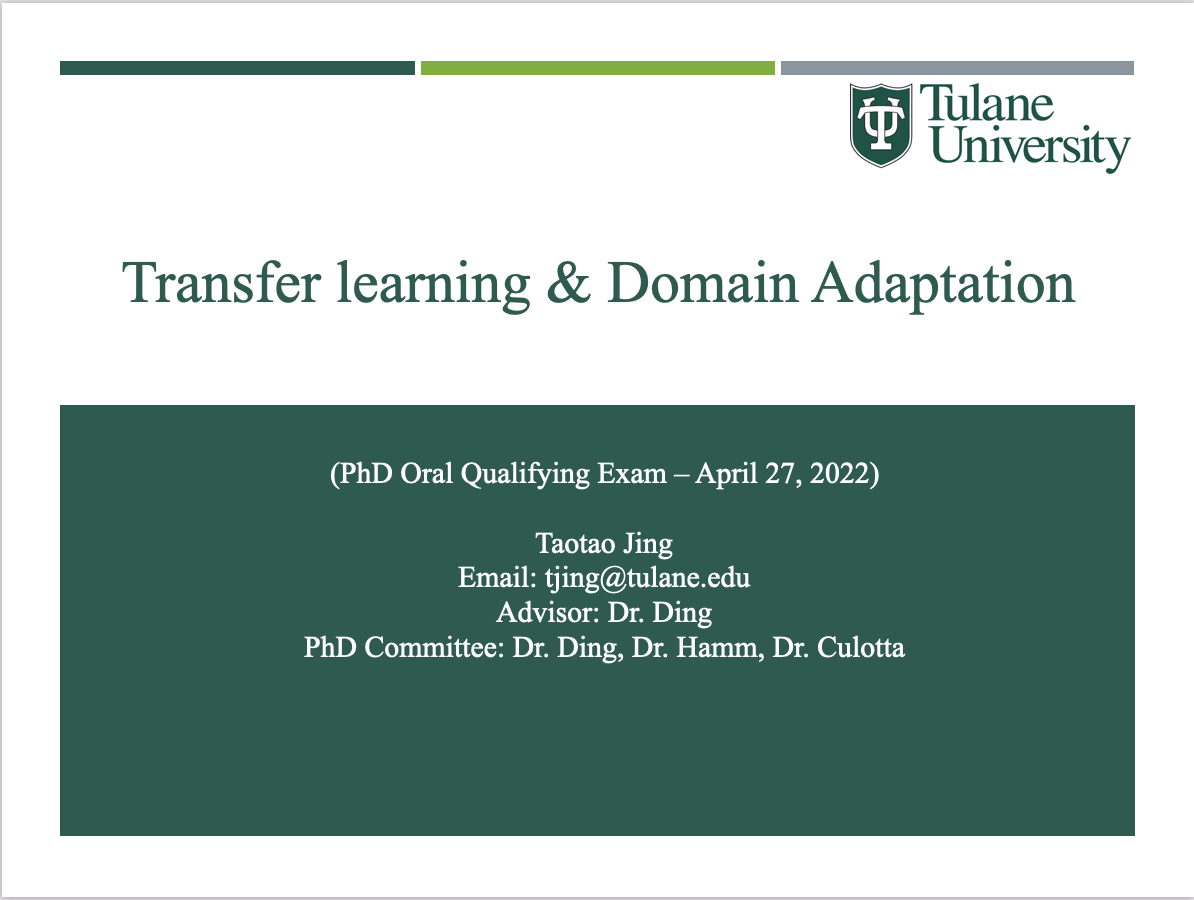 Tulane
University
Transfer learning & Domain Adaptation
(PhD Oral Qualifying Exam – April 27, 2022)
Taotao Jing
Email: tjing@tulane.edu
Advisor: Dr. Ding
PhD Committee: Dr. Ding, Dr. Hamm, Dr. Culotta